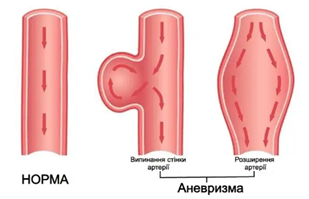 Випинання стінки
артерії
Розширення
артерії
НОРМА
Аневризма